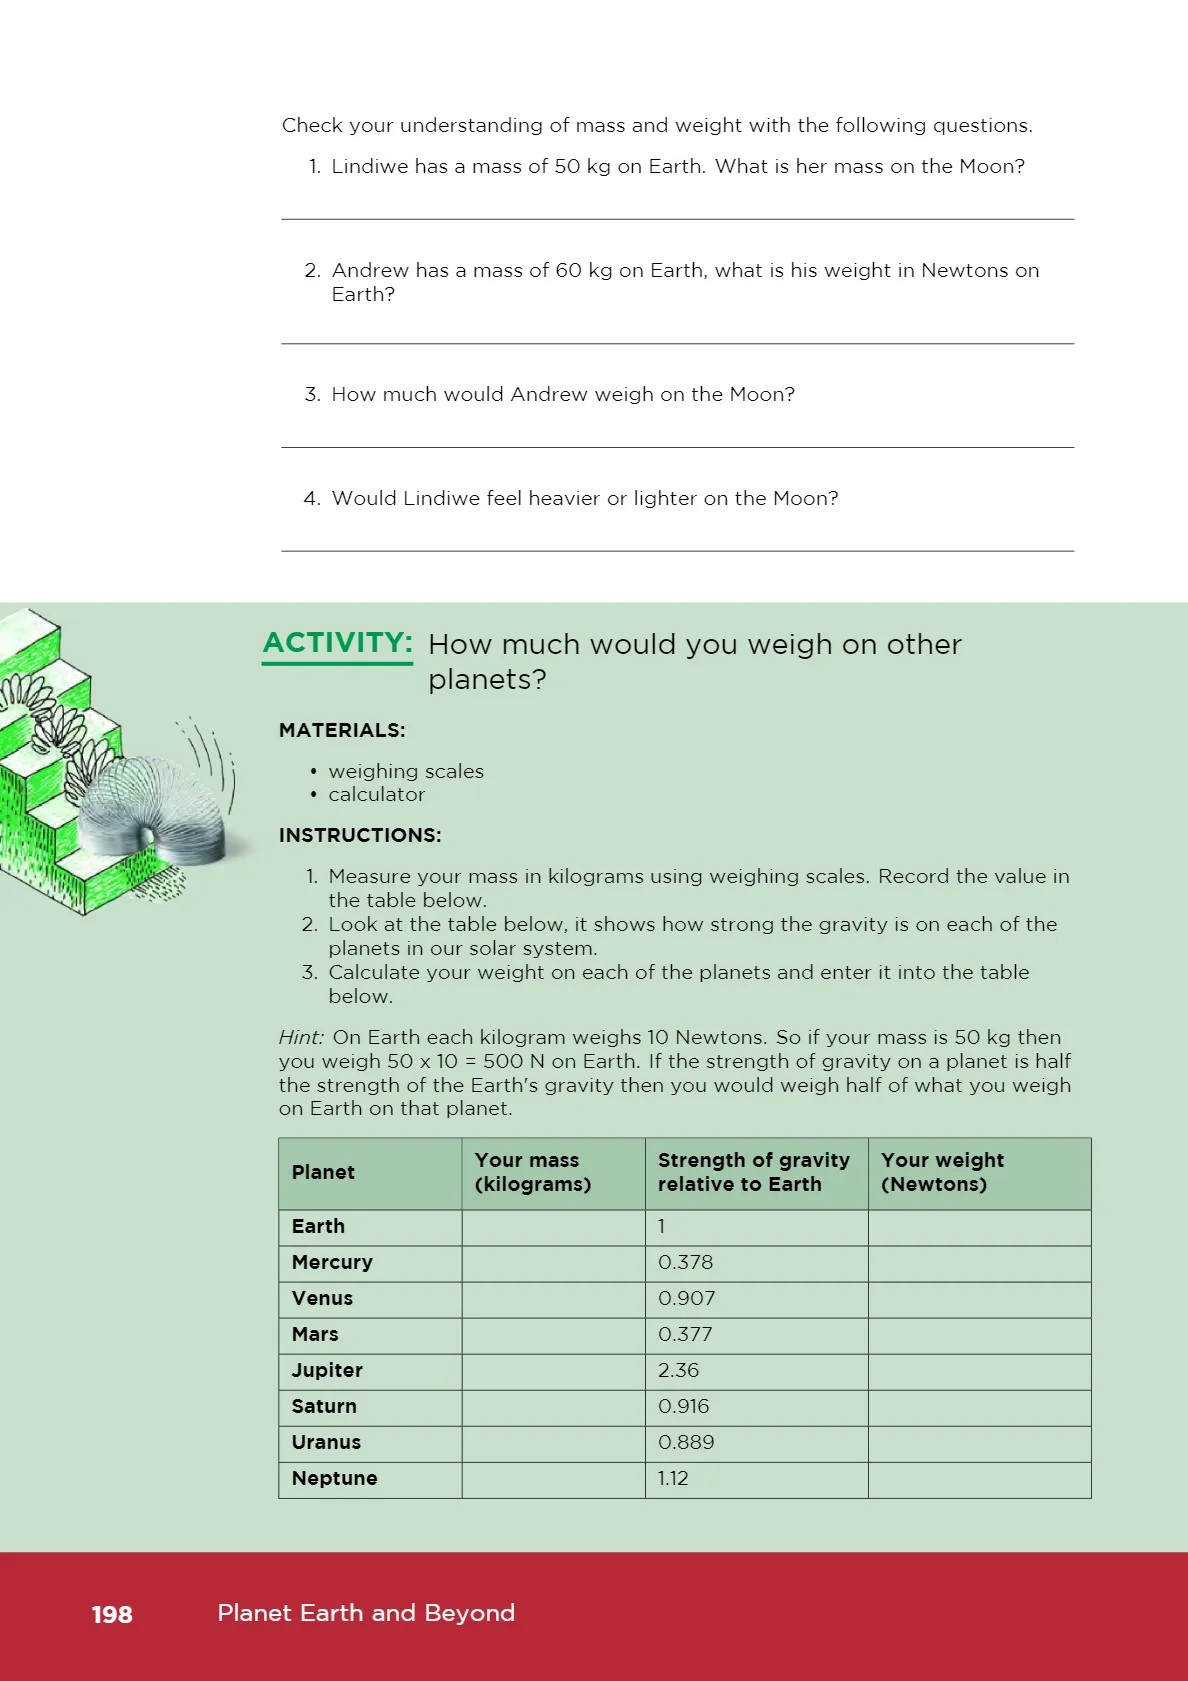 Check your understanding of mass and weight with the following questions.
1. Lindiwe has a mass of 50 kg on Earth. What is her mass on the Moon?
2. Andrew has a mass of 60 kg on Earth, what is his weight in Newtons on
Earth?
3. How much would Andrew weigh on the Moon?
4. Would Lindiwe feel heavier or lighter on the Moon?
ACTIVITY: How much would you weigh on other
planets?
MATERIALS:
• weighing scales
• calculator
INSTRUCTIONS:
1. Measure your mass in kilograms using weighing scales. Record the value in
the table below.
2. Look at the table below, it shows how strong the gravity is on each of the
planets in our solar system.
3. Calculate your weight on each of the planets and enter it into the table
below.
Hint: On Earth each kilogram weighs 10 Newtons. So if your mass is 50 kg then
you weigh 50 x 10 = 500 N on Earth. If the strength of gravity on a planet is half
the strength of the Earth's gravity then you would weigh half of what you weigh
on Earth on that planet.
Planet Your mass (kilograms) Strength of gravity relative to Earth Your weight (Newtons)
Earth 1
Mercury 0.378
Venus 0.907
Mars 0.377
Jupiter 2.36
Saturn 0.916
Uranus 0.889
Neptune 1.12
198 Planet Earth and Beyond